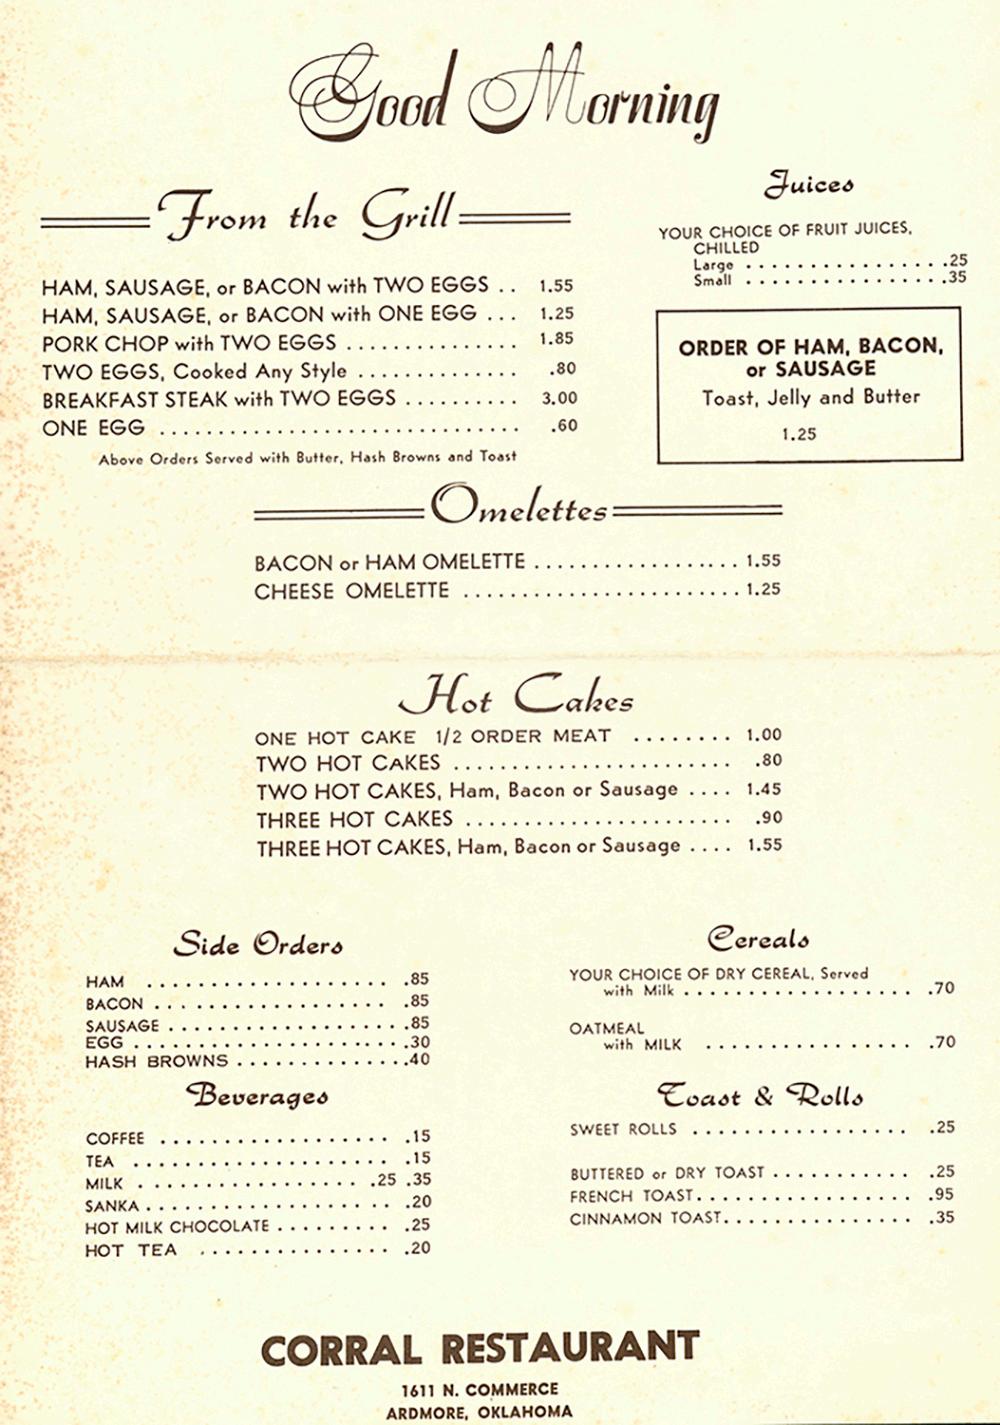 Good Morning
From the Grill
HAM, SAUSAGE, or BACON with TWO EGGS . . 1.55
HAM, SAUSAGE, or BACON with ONE EGG . . . 1.25
PORK CHOP with TWO EGGS . . . . . . . . . . . . . . . 1.85
TWO EGGS, Cooked Any Style . . . . . . . . . . . . . . .80
BREAKFAST STEAK with TWO EGGS . . . . . . . . . . 3.00
ONE EGG . . . . . . . . . . . . . . . . . . . . . . . . . . . . . . . .60
Above Orders Served with Butter, Hash Browns and Toast
Juices
YOUR CHOICE OF FRUIT JUICES,
CHILLED
Large . . . . . . . . . . . . . . . . .25
Small . . . . . . . . . . . . . . . . .35
ORDER OF HAM, BACON,
or SAUSAGE
Toast, Jelly and Butter
1.25
Omelettes
BACON or HAM OMELETTE . . . . . . . . . . . . . . . . . . 1.55
CHEESE OMELETTE . . . . . . . . . . . . . . . . . . . . . . . . 1.25
Hot Cakes
ONE HOT CAKE 1/2 ORDER MEAT . . . . . . . . 1.00
TWO HOT CAKES . . . . . . . . . . . . . . . . . . . . . . . . .80
TWO HOT CAKES, Ham, Bacon or Sausage . . . . 1.45
THREE HOT CAKES . . . . . . . . . . . . . . . . . . . . . . . .90
THREE HOT CAKES, Ham, Bacon or Sausage . . . . 1.55
Side Orders
HAM . . . . . . . . . . . . . . . . . . . .85
BACON . . . . . . . . . . . . . . . . . .85
SAUSAGE . . . . . . . . . . . . . . . . . .85
EGG . . . . . . . . . . . . . . . . . . . . .30
HASH BROWNS . . . . . . . . . . . . . .40
Beverages
COFFEE . . . . . . . . . . . . . . . . . . .15
TEA . . . . . . . . . . . . . . . . . . . . .15
MILK . . . . . . . . . . . . . . . . . . .25 .35
SANKA . . . . . . . . . . . . . . . . . . . .20
HOT MILK CHOCOLATE . . . . . . . . . .25
HOT TEA . . . . . . . . . . . . . . . .20
Cereals
YOUR CHOICE OF DRY CEREAL, Served
with Milk . . . . . . . . . . . . . . . . . . .70
OATMEAL
with MILK . . . . . . . . . . . . . . . . .70
Toast & Rolls
SWEET ROLLS . . . . . . . . . . . . . . . . . .25
BUTTERED or DRY TOAST . . . . . . . . . . . .25
FRENCH TOAST . . . . . . . . . . . . . . . . . .95
CINNAMON TOAST . . . . . . . . . . . . . . . .35
CORRAL RESTAURANT
1611 N. COMMERCE
ARDMORE, OKLAHOMA